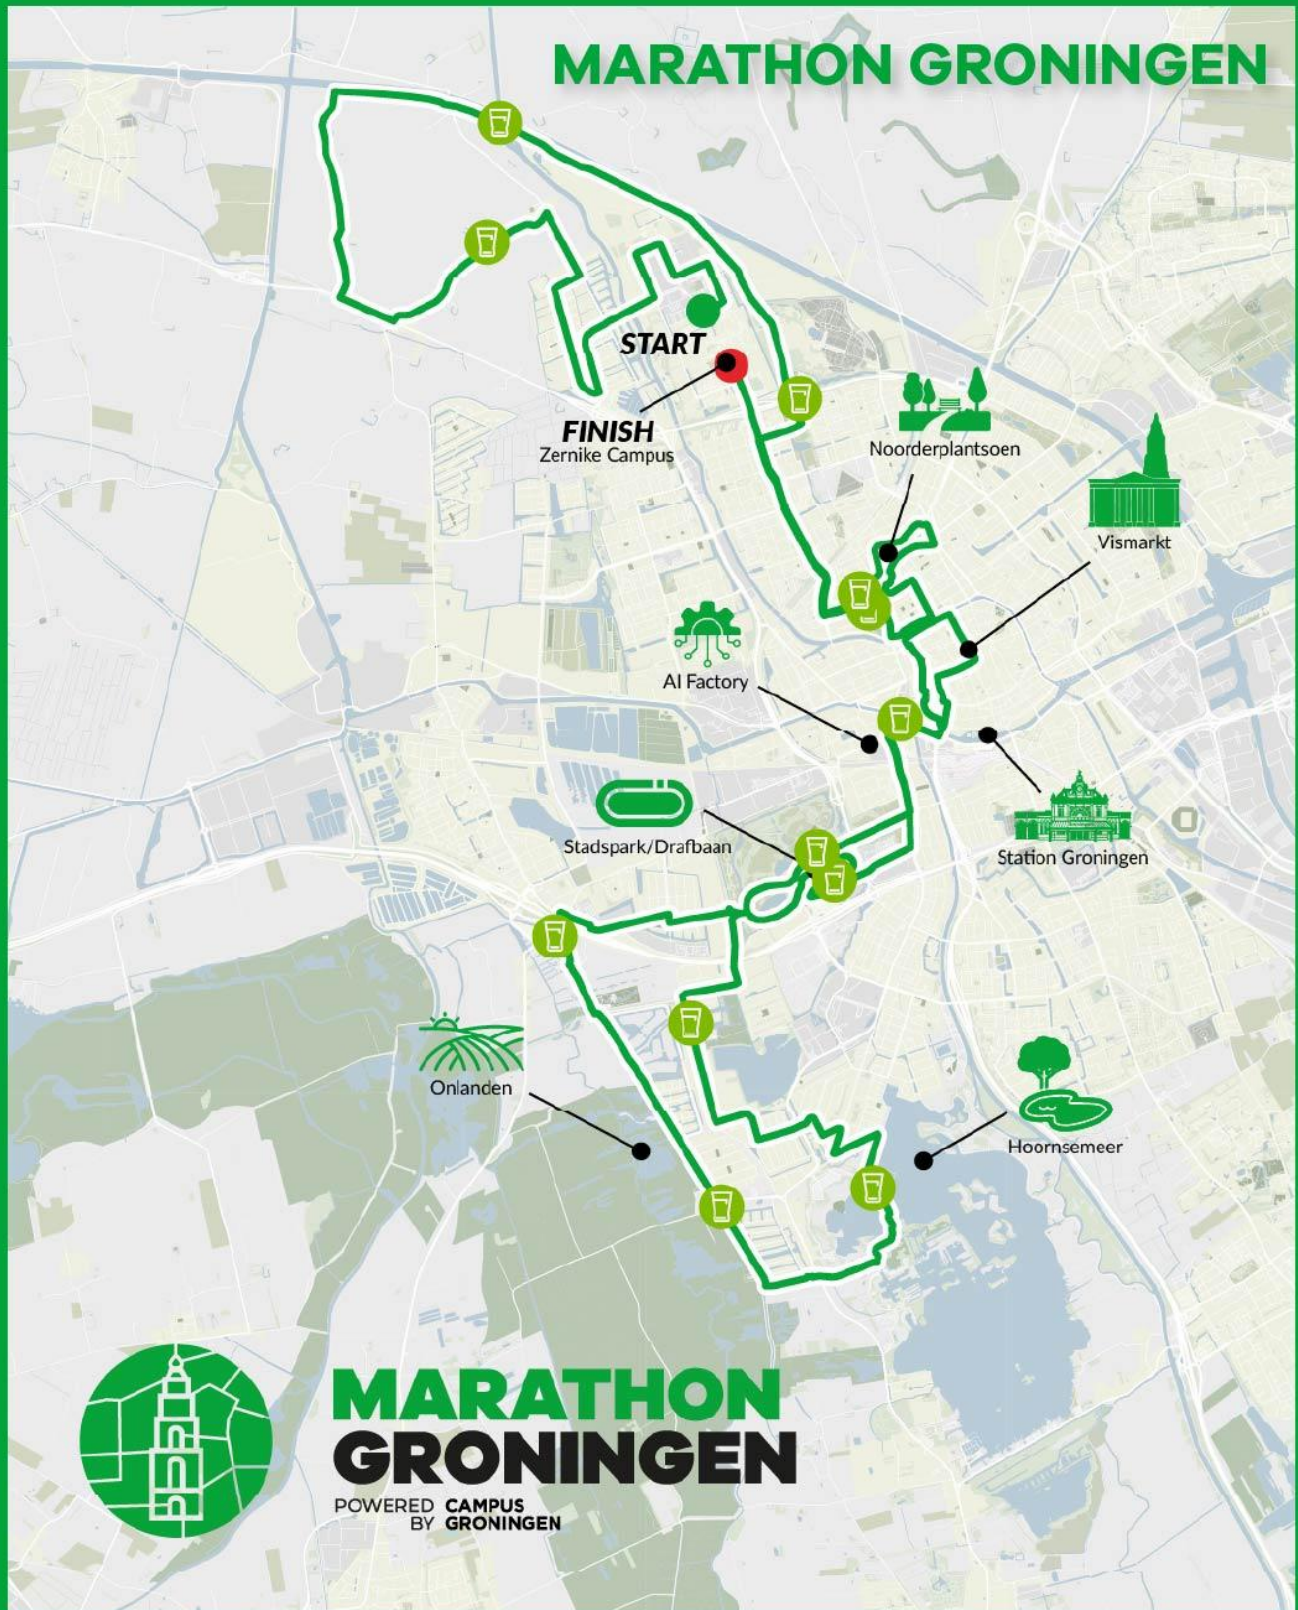 MARATHON GRONINGEN
START
FINISH
Zernike Campus
Noorderplantsoen
Vismarkt
AI Factory
Stadspark/Drafbaan
Station Groningen
Onlanden
Hoornsemeer
MARATHON
GRONINGEN
POWERED CAMPUS
BY GRONINGEN